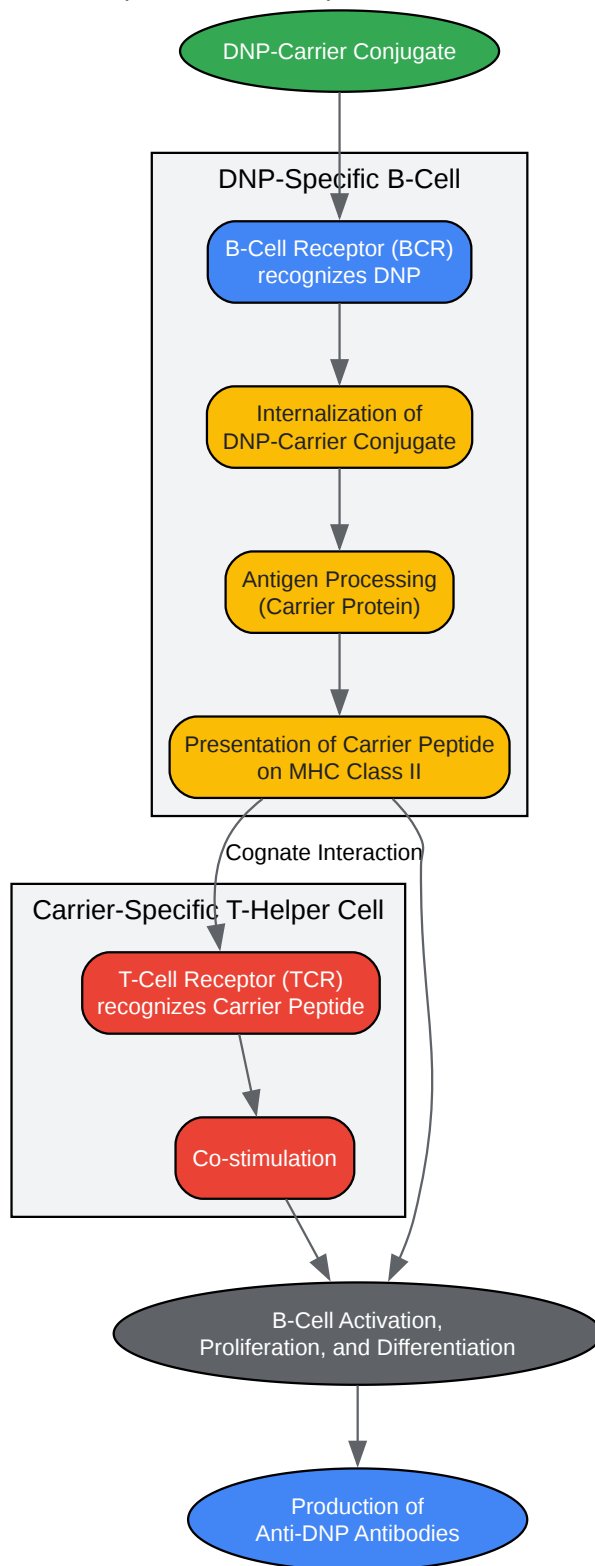 DNP-Carrier Conjugate
DNP-Specific B-Cell
B-Cell Receptor (BCR)
recognizes DNP
Internalization of
DNP-Carrier Conjugate
Antigen Processing
(Carrier Protein)
Presentation of Carrier Peptide
on MHC Class II
Cognate Interaction
Carrier-Specific T-Helper Cell
T-Cell Receptor (TCR)
recognizes Carrier Peptide
Co-stimulation
B-Cell Activation,
Proliferation, and Differentiation
Production of
Anti-DNP Antibodies